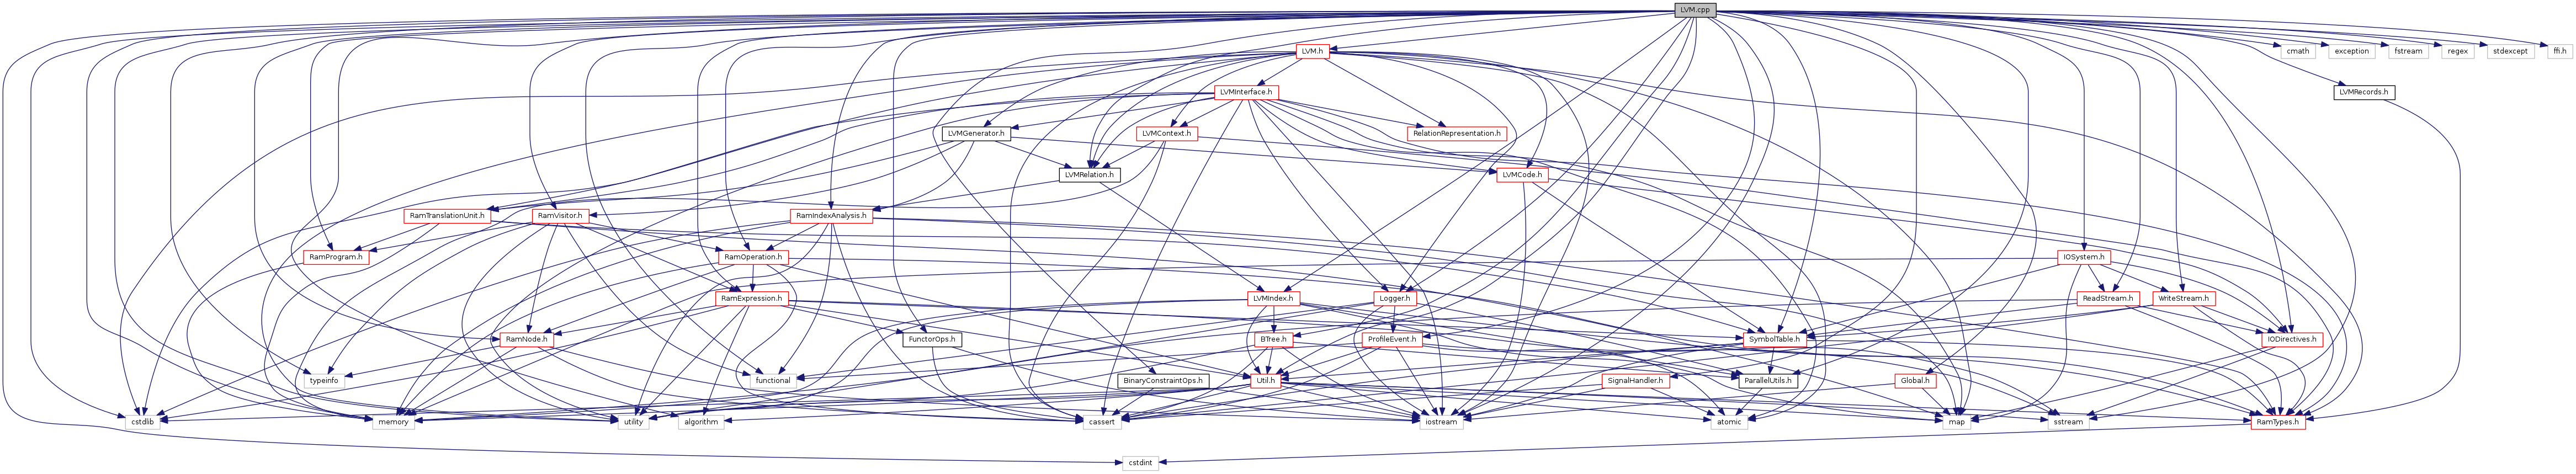 LVM.cpp
LVM.h
cmath
exception
fstream
regex
stdexcept
ffi.h
LVMInterface.h
LVMRecords.h
LVMGenerator.h
LVMContext.h
RelationRepresentation.h
LVMRelation.h
LVMCode.h
RamTranslationUnit.h
RamVisitor.h
RamIndexAnalysis.h
RamProgram.h
RamOperation.h
IOSystem.h
RamExpression.h
LVMIndex.h
Logger.h
ReadStream.h
WriteStream.h
RamNode.h
FunctorOps.h
BTree.h
ProfileEvent.h
SymbolTable.h
IODirectives.h
typeinfo
functional
Util.h
BinaryConstraintOps.h
ParallelUtils.h
SignalHandler.h
Global.h
cstdlib
memory
utility
algorithm
cassert
iostream
atomic
map
sstream
RamTypes.h
cstdint